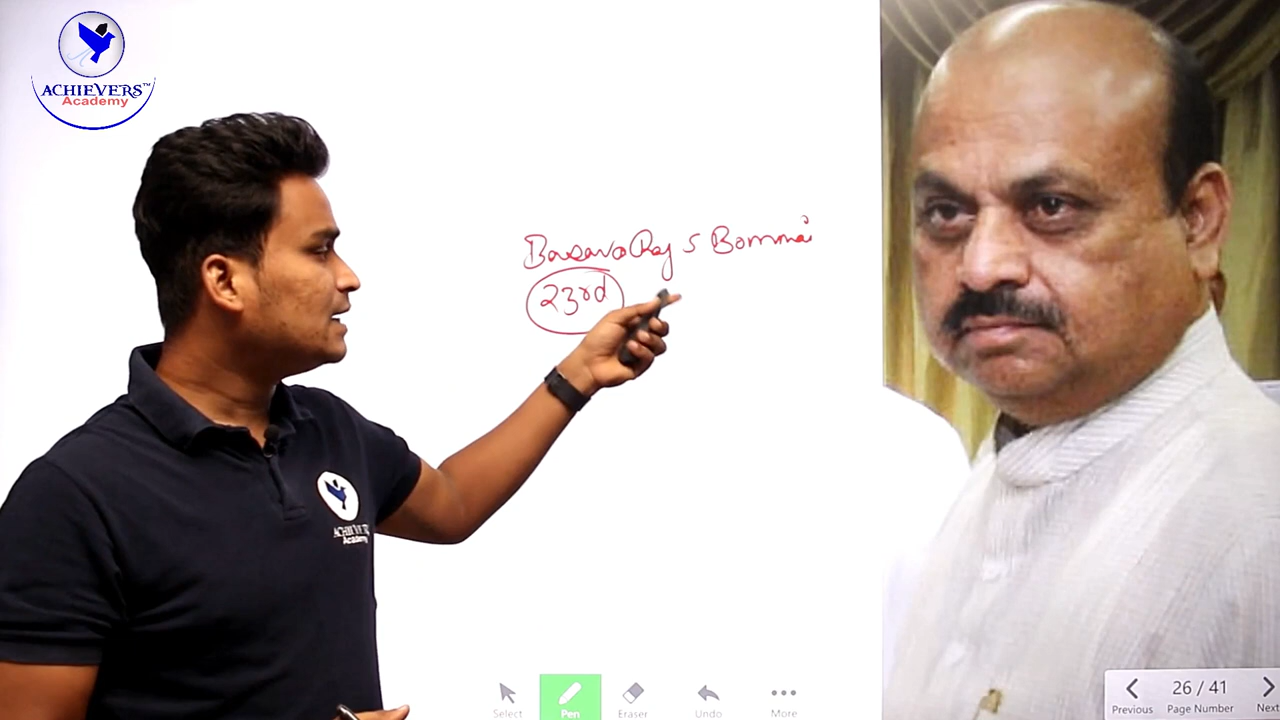 ACHIEVERS™
Academy
BasavaRaj S Bommai
23rd
ACHIEVERS
Academy
Select
Pen
Eraser
Undo
More
Previous
26 / 41
Page Number
Next